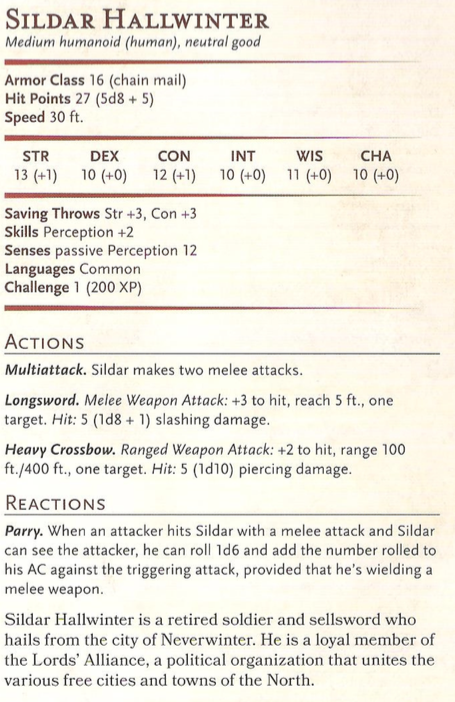 SILDAR HALLWINTER
Medium humanoid (human), neutral good
Armor Class 16 (chain mail)
Hit Points 27 (5d8 + 5)
Speed 30 ft.
STR DEX CON INT WIS CHA
13 (+1) 10 (+0) 12 (+1) 10 (+0) 11 (+0) 10 (+0)
Saving Throws Str +3, Con +3
Skills Perception +2
Senses passive Perception 12
Languages Common
Challenge 1 (200 XP)
ACTIONS
Multiattack. Sildar makes two melee attacks.
Longsword. Melee Weapon Attack: +3 to hit, reach 5 ft., one
target. Hit: 5 (1d8 + 1) slashing damage.
Heavy Crossbow. Ranged Weapon Attack: +2 to hit, range 100
ft./400 ft., one target. Hit: 5 (1d10) piercing damage.
REACTIONS
Parry. When an attacker hits Sildar with a melee attack and Sildar
can see the attacker, he can roll 1d6 and add the number rolled to
his AC against the triggering attack, provided that he's wielding a
melee weapon.
Sildar Hallwinter is a retired soldier and sellsword who
hails from the city of Neverwinter. He is a loyal member of
the Lords' Alliance, a political organization that unites the
various free cities and towns of the North.